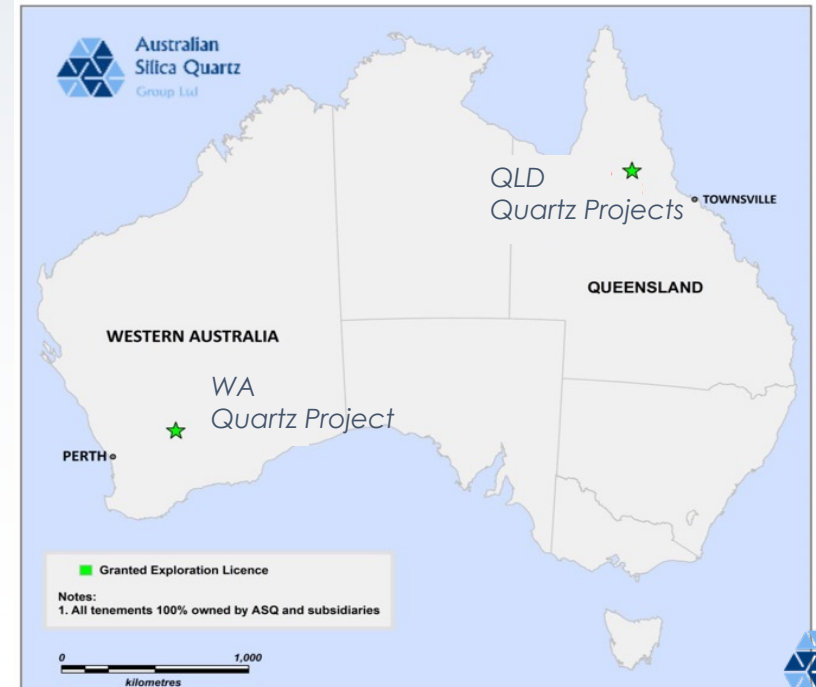 Australian
Silica Quartz
Group Ltd
QLD
Quartz Projects
TOWNSVILLE
QUEENSLAND
WESTERN AUSTRALIA
WA
Quartz Project
PERTH
Granted Exploration Licence
Notes:
1. All tenements 100% owned by ASQ and subsidiaries
0 1,000
kilometres